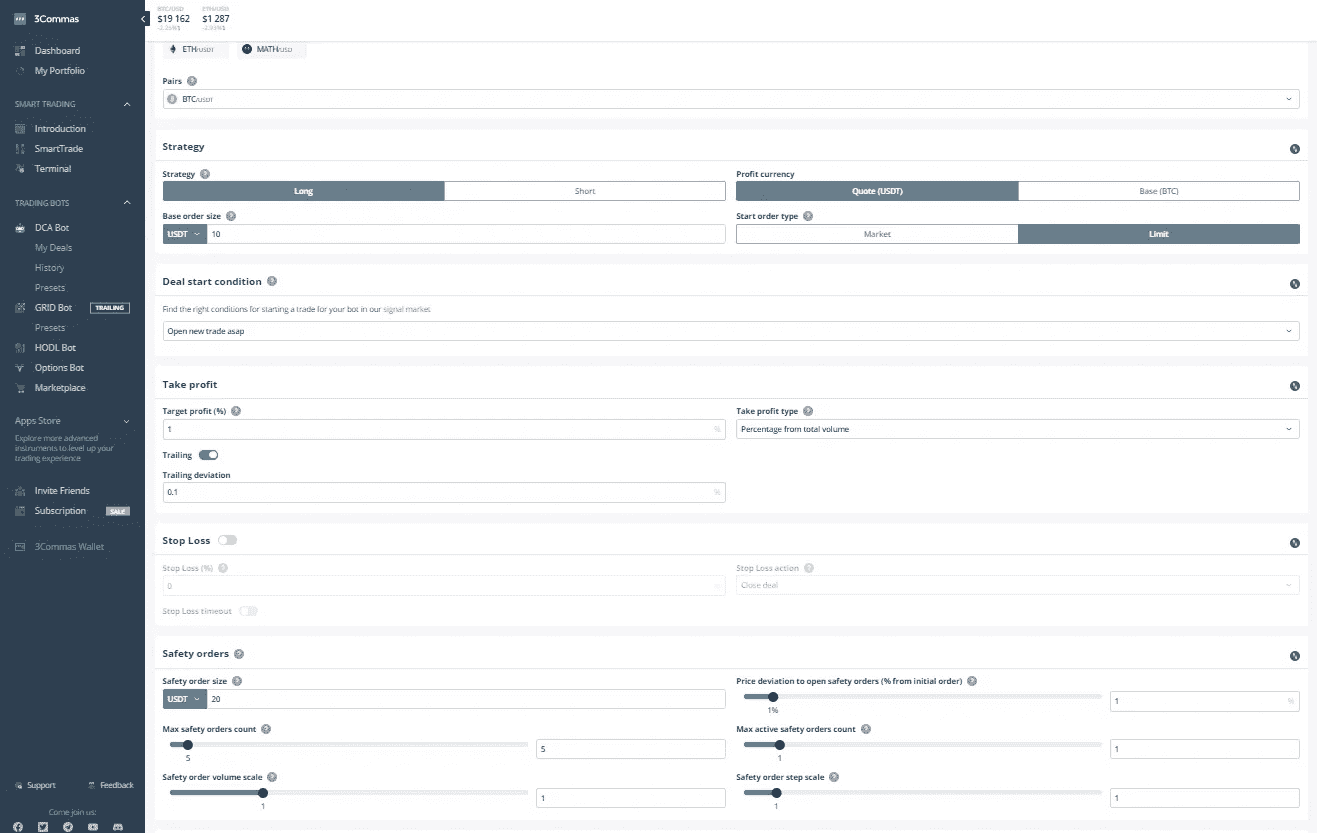 3Commas
Dashboard
My Portfolio
SMART TRADING
Introduction
SmartTrade
Terminal
TRADING BOTS
DCA Bot
My Deals
History
Presets
GRID Bot TRAILING
Presets
HODL Bot
Options Bot
Marketplace
Apps Store
Explore more advanced
instruments to level up your
trading experience
Invite Friends
Subscription SALE
3Commas Wallet
Support Feedback
Come join us:
BTC/USD ETH/USD
$19 162 $1 287
ETH/USDT MATH/USD
Pairs ?
BTC/USDT
Strategy
Strategy ? Profit currency
Long Short Quote (USDT) Base (BTC)
Base order size ? Start order type ?
USDT 10 Market Limit
Deal start condition ?
Find the right conditions for starting a trade for your bot in our signal market
Open new trade asap
Take profit
Target profit (%) ? Take profit type ?
1 % Percentage from total volume
Trailing
Trailing deviation
0.1 %
Stop Loss
Stop Loss (%) ? Stop Loss action ?
0 Close deal
Stop Loss timeout
Safety orders ?
Safety order size ? Price deviation to open safety orders (% from initial order) ?
USDT 20 1% 1 %
Max safety orders count ? Max active safety orders count ?
5 5 1 1
Safety order volume scale ? Safety order step scale ?
1 1 1 1